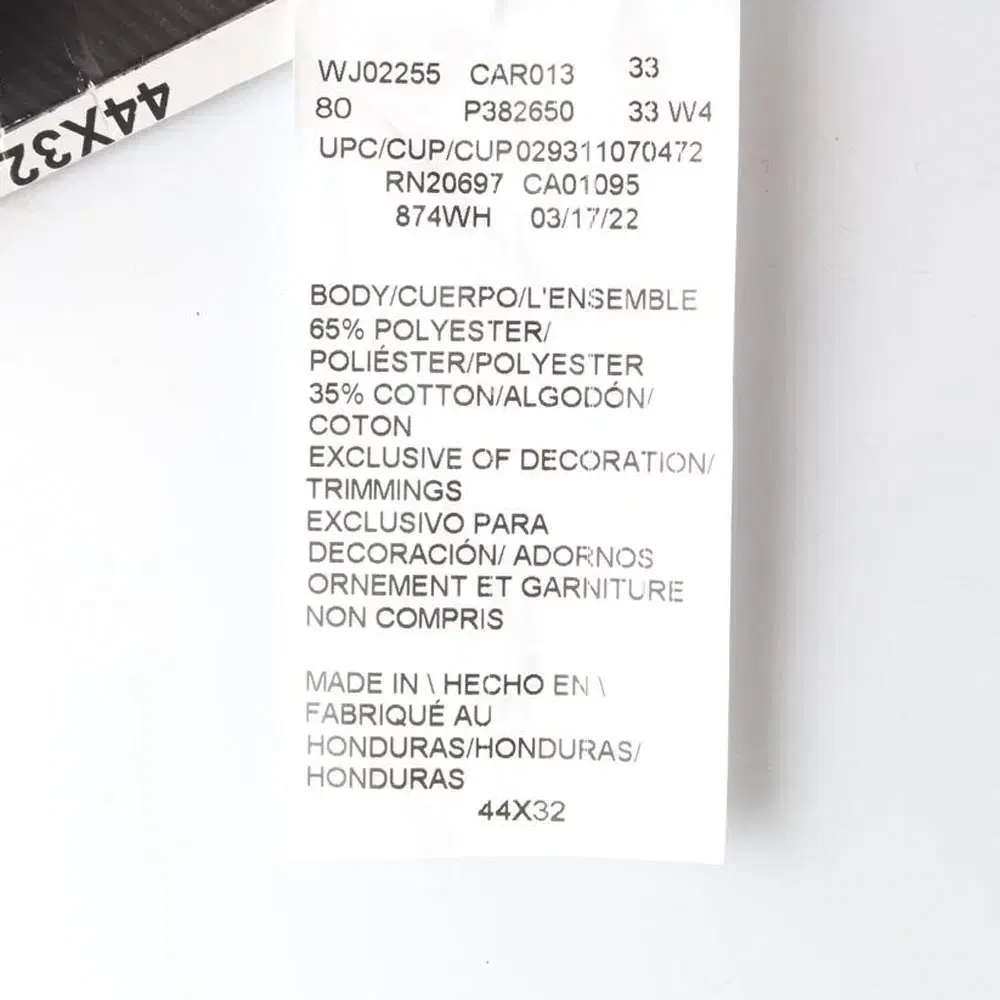 44X32
WJ02255 CAR013 33
80 P382650 33 W4
UPC/CUP/CUP029311070472
RN20697 CA01095
874WH 03/17/22
BODY/CUERPO/L'ENSEMBLE
65% POLYESTER/
POLIÉSTER/POLYESTER
35% COTTON/ALGODÓN/
COTON
EXCLUSIVE OF DECORATION/
TRIMMINGS
EXCLUSIVO PARA
DECORACIÓN/ ADORNOS
ORNEMENT ET GARNITURE
NON COMPRIS
MADE IN \ HECHO EN \
FABRIQUÉ AU
HONDURAS/HONDURAS/
HONDURAS
44X32